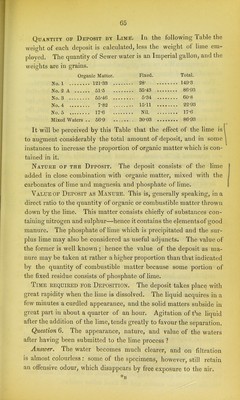 65
QUANTITY OF DEPOSIT BY LIME. In the following Table the
weight of each deposit is calculated, less the weight of lime em-
ployed. The quantity of Sewer water is an Imperial gallon, and the
weights are in grains.
Organic Matter. Fixed. Total.
No. 1 ........ 121·38 ........ 38· ........ 143·3
No. 3 A ........ 51·5 ........ 35·43 ........ 86·93
No. 3 ........ 55·46 ........ 5·34 ........ 60·8
No. 4 ........ 7·82 ........ 15·11 ........ 22·93
No. 5 ........ 17·6 ........ Nil. ........ 17·6
Mixed Waters .. 50·9 ........ 30·03 ........ 80·93
It will be perceived by this Table that the effect of the lime is
to augment considerably the total amount of deposit, and in some
instances to increase the proportion of organic matter which is con-
tained in it.
NATURE OF THE DEPOSIT. The deposit consists of the lime
added in close combination with organic matter, mixed with the
carbonates of lime and magnesia and phosphate of lime.
VALUE OF DEPOSIT AS MANURE. This is, generally speaking, in a
direct ratio to the quantity of organic or combustible matter thrown
down by the lime. This matter consists chiefly of substances con-
taining nitrogen and sulphur—hence it contains the elements of good
manure. The phosphate of lime which is precipitated and the sur-
plus lime may also be considered as useful adjuncts. The value of
the former is well known; hence the value of the deposit as ma-
nure may be taken at rather a higher proportion than that indicated
by the quantity of combustible matter because some portion of
the fixed residue consists of phosphate of lime.
TIME REQUIRED FOR DEPOSITION. The deposit takes place with
great rapidity when the lime is dissolved. The liquid acquires in a
few minutes a curdled appearance, and the solid matters subside in
great part in about a quarter of an hour. Agitation of the liquid
after the addition of the lime, tends greatly to favour the separation.
Question 6. The appearance, nature, and value of the waters
after having been submitted to the lime process?
Answer. The water becomes much clearer, and on filtration
is almost colourless: some of the specimens, however, still retain
an offensive odour, which disappears by free exposure to the air.